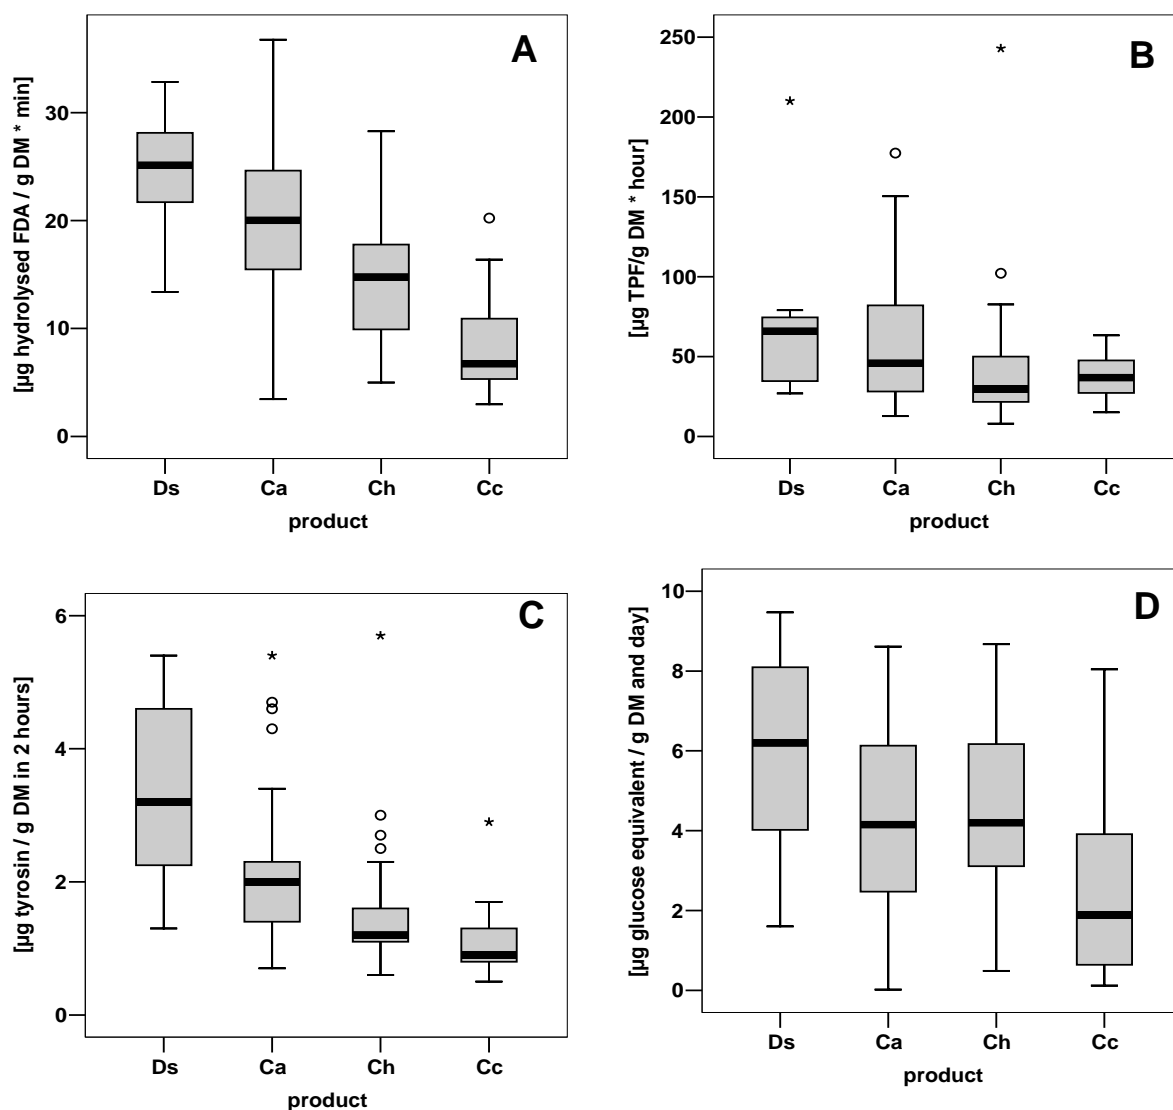 A
[µg hydrolysed FDA / g DM * min]
30
20
10
0
Ds Ca Ch Cc
product
B
[µg TPF/g DM * hour]
250
200
150
100
50
0
Ds Ca Ch Cc
product
C
[µg tyrosin / g DM in 2 hours]
6
4
2
0
Ds Ca Ch Cc
product
D
[µg glucose equivalent / g DM and day]
10
8
6
4
2
0
Ds Ca Ch Cc
product